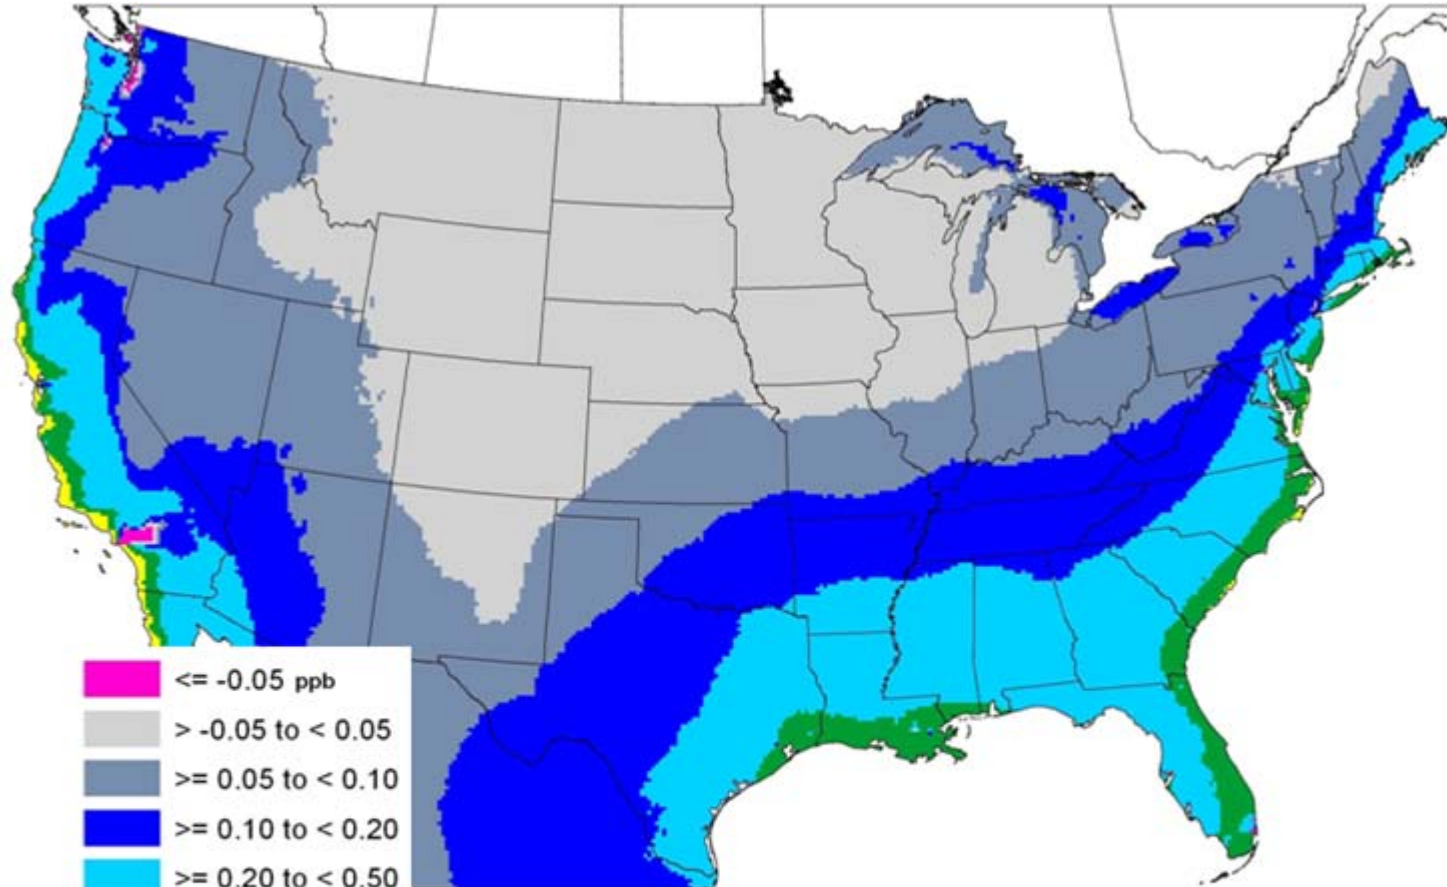 <= -0.05 ppb
> -0.05 to < 0.05
>= 0.05 to < 0.10
>= 0.10 to < 0.20
>= 0.20 to < 0.50